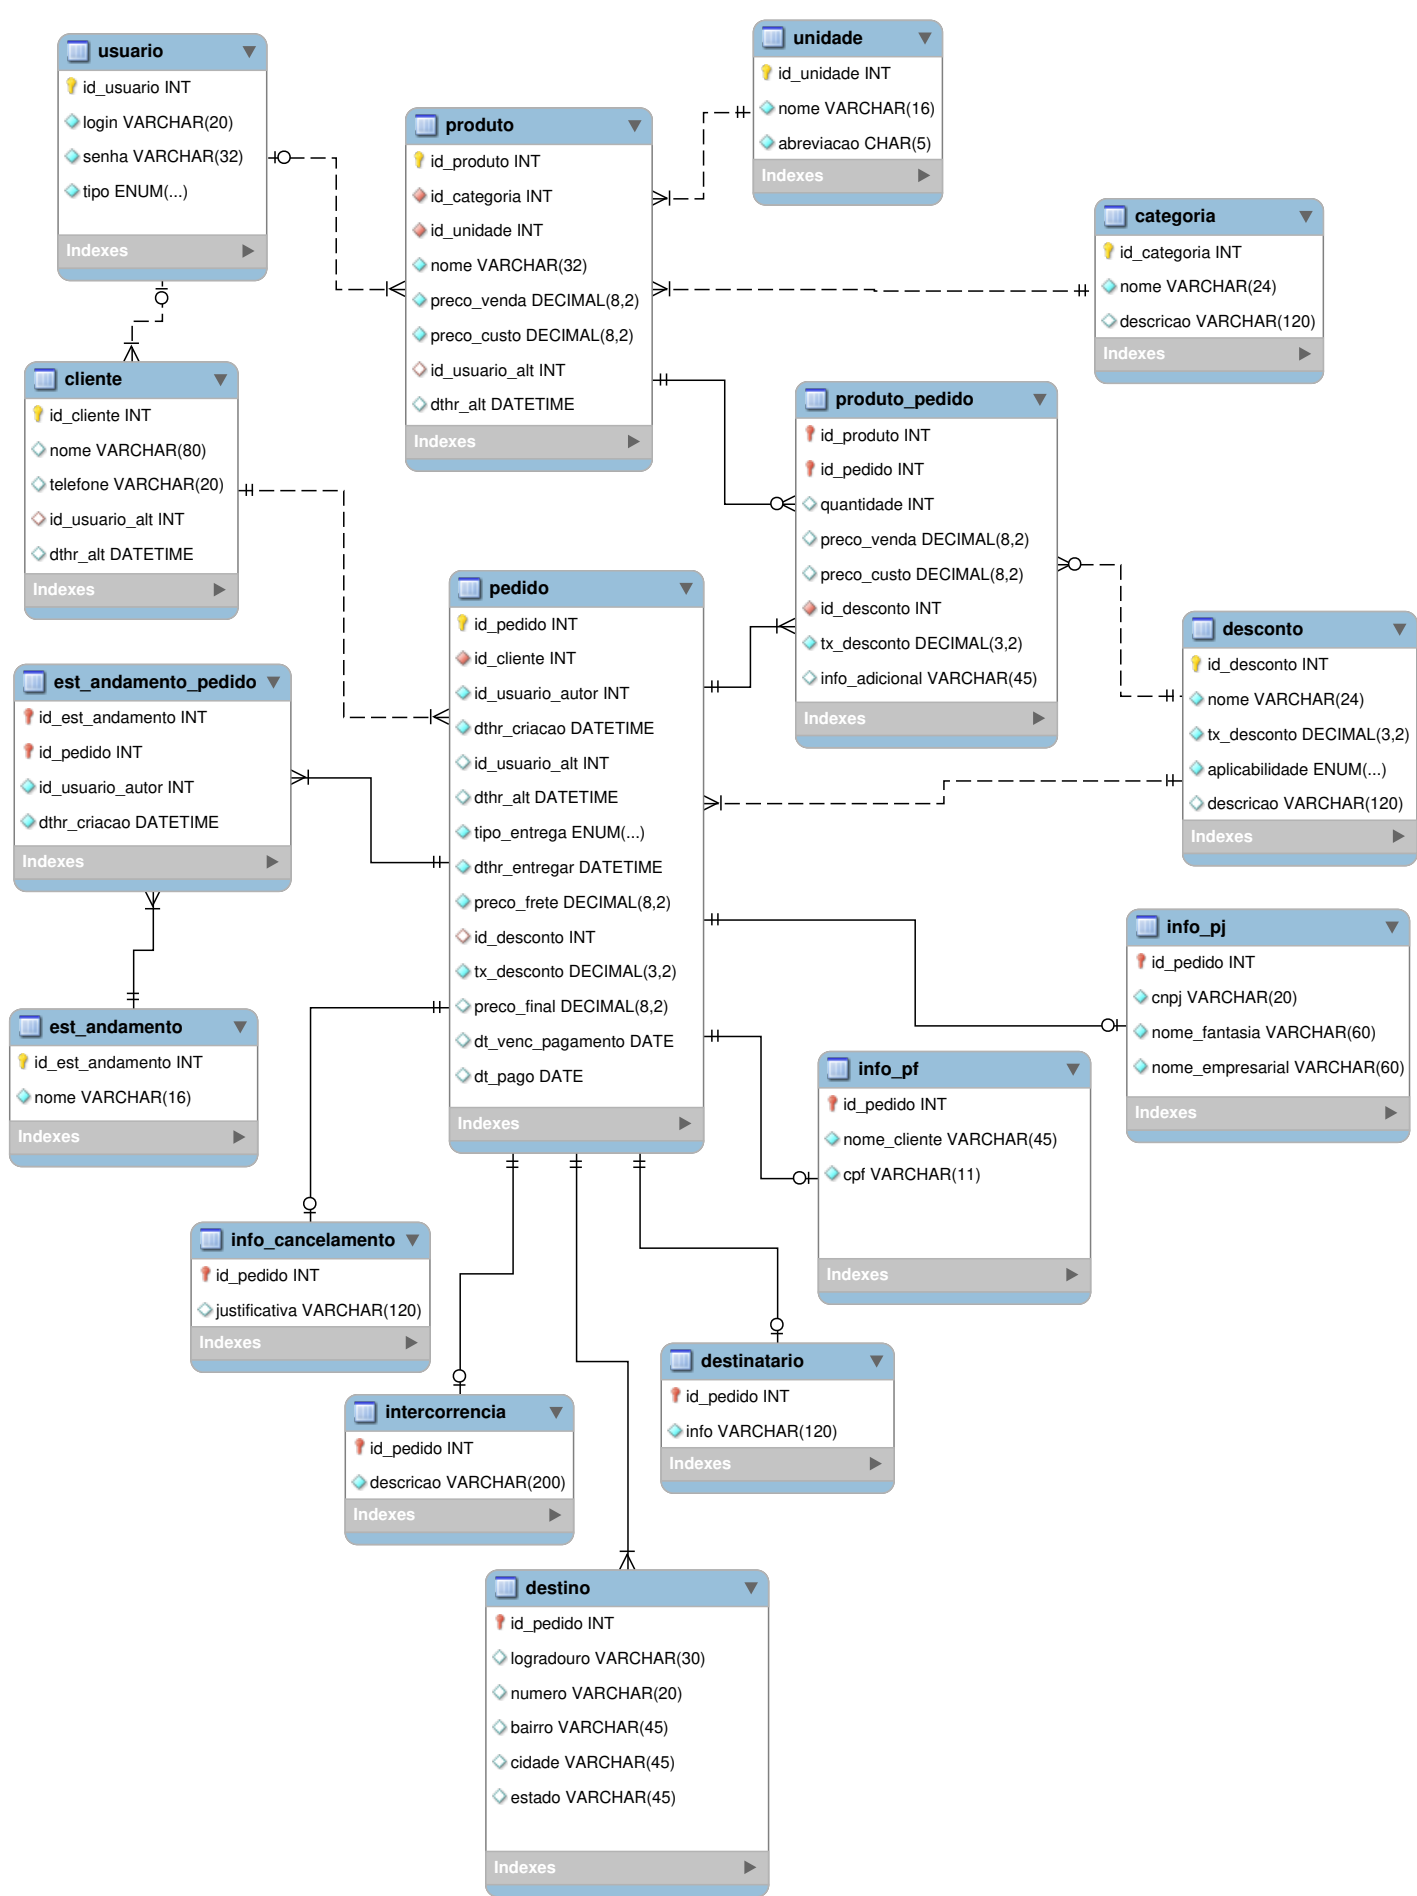 usuario
id_usuario INT
login VARCHAR(20)
senha VARCHAR(32)
tipo ENUM(...)
Indexes
unidade
id_unidade INT
nome VARCHAR(16)
abreviacao CHAR(5)
Indexes
produto
id_produto INT
id_categoria INT
id_unidade INT
nome VARCHAR(32)
preco_venda DECIMAL(8,2)
preco_custo DECIMAL(8,2)
id_usuario_alt INT
dthr_alt DATETIME
Indexes
categoria
id_categoria INT
nome VARCHAR(24)
descricao VARCHAR(120)
Indexes
cliente
id_cliente INT
nome VARCHAR(80)
telefone VARCHAR(20)
id_usuario_alt INT
dthr_alt DATETIME
Indexes
produto_pedido
id_produto INT
id_pedido INT
quantidade INT
preco_venda DECIMAL(8,2)
preco_custo DECIMAL(8,2)
id_desconto INT
tx_desconto DECIMAL(3,2)
info_adicional VARCHAR(45)
Indexes
pedido
id_pedido INT
id_cliente INT
id_usuario_autor INT
dthr_criacao DATETIME
id_usuario_alt INT
dthr_alt DATETIME
tipo_entrega ENUM(...)
dthr_entregar DATETIME
preco_frete DECIMAL(8,2)
id_desconto INT
tx_desconto DECIMAL(3,2)
preco_final DECIMAL(8,2)
dt_venc_pagamento DATE
dt_pago DATE
Indexes
desconto
id_desconto INT
nome VARCHAR(24)
tx_desconto DECIMAL(3,2)
aplicabilidade ENUM(...)
descricao VARCHAR(120)
Indexes
est_andamento_pedido
id_est_andamento INT
id_pedido INT
id_usuario_autor INT
dthr_criacao DATETIME
Indexes
est_andamento
id_est_andamento INT
nome VARCHAR(16)
Indexes
info_pj
id_pedido INT
cnpj VARCHAR(20)
nome_fantasia VARCHAR(60)
nome_empresarial VARCHAR(60)
Indexes
info_pf
id_pedido INT
nome_cliente VARCHAR(45)
cpf VARCHAR(11)
Indexes
info_cancelamento
id_pedido INT
justificativa VARCHAR(120)
Indexes
destinatario
id_pedido INT
info VARCHAR(120)
Indexes
intercorrencia
id_pedido INT
descricao VARCHAR(200)
Indexes
destino
id_pedido INT
logradouro VARCHAR(30)
numero VARCHAR(20)
bairro VARCHAR(45)
cidade VARCHAR(45)
estado VARCHAR(45)
Indexes